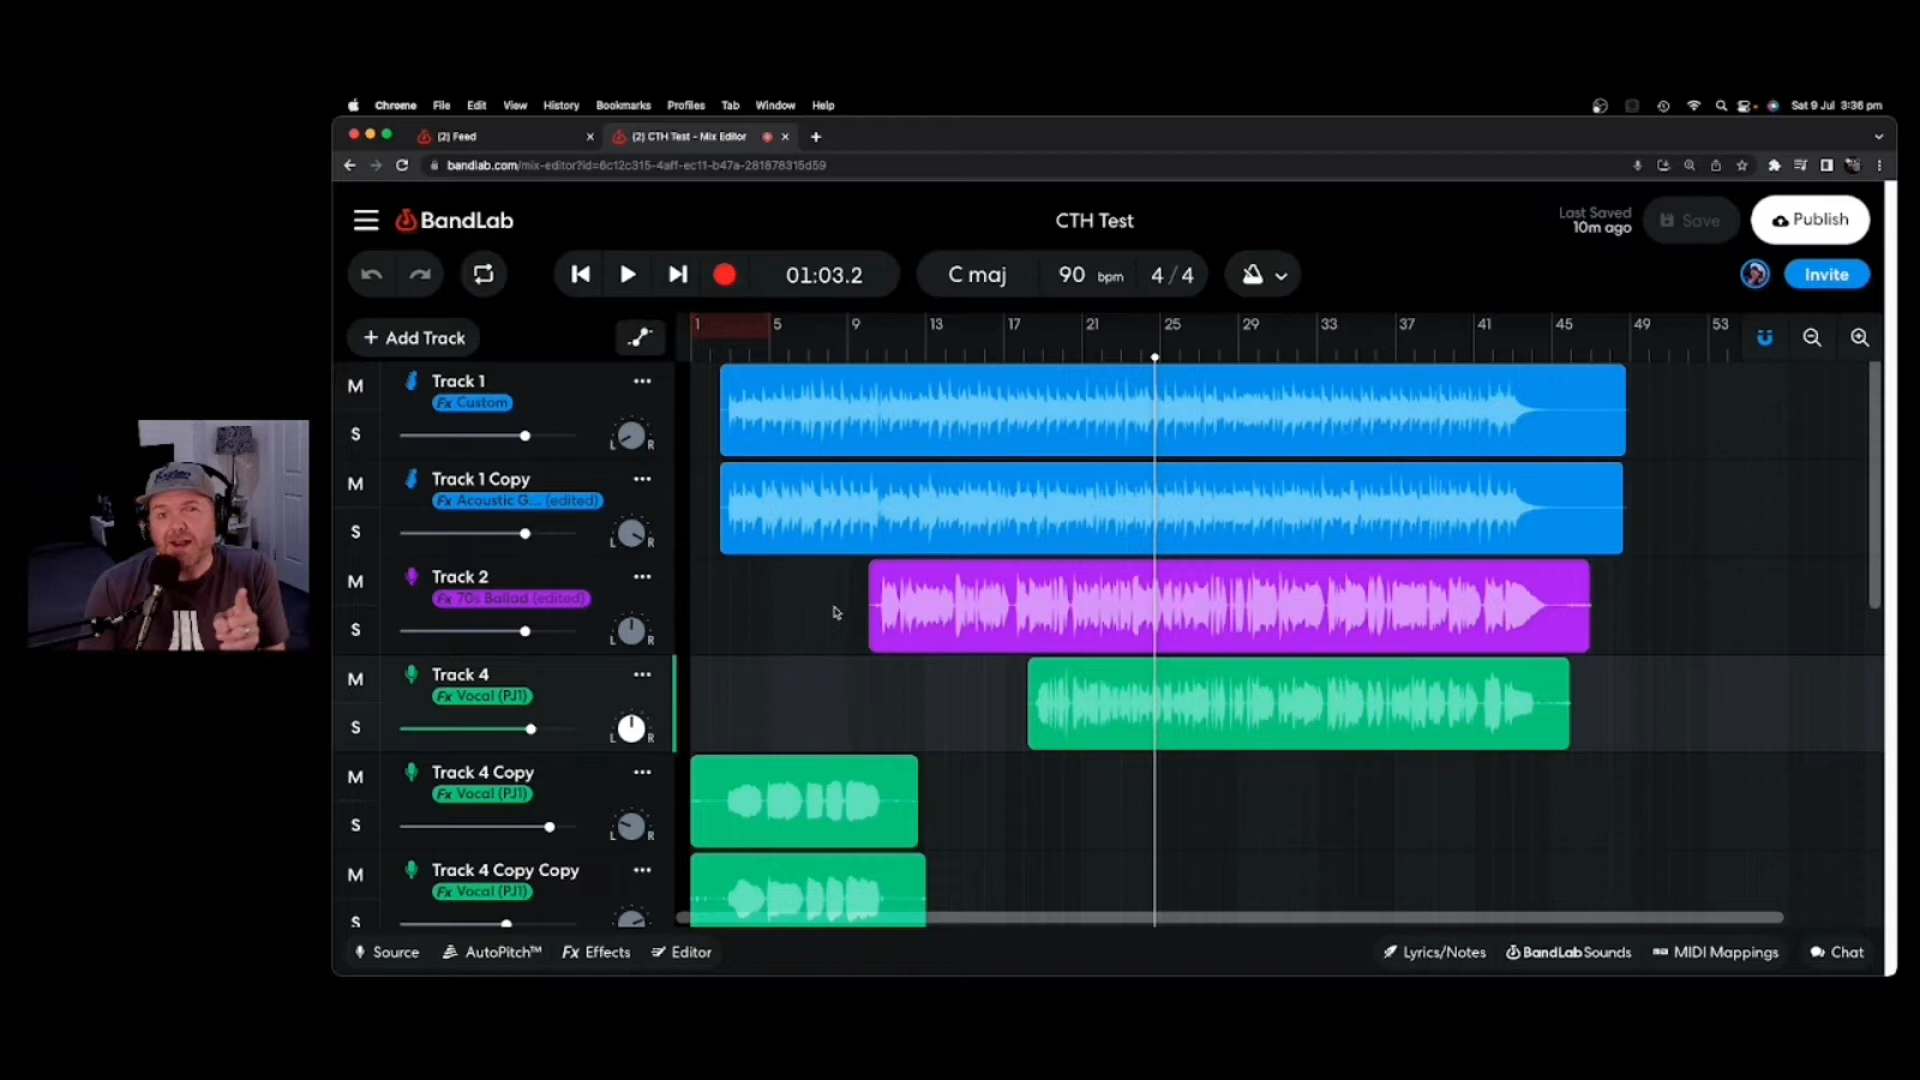 Chrome File Edit View History Bookmarks Profiles Tab Window Help Sat 9 Jul 3:36 pm
(2) Feed (2) CTH Test - Mix Editor
bandlab.com/mix-editor?id=6c12c315-4aff-ec11-b47a-281878315d59
BandLab CTH Test Last Saved 10m ago Save Publish
01:03.2 C maj 90 bpm 4/4 Invite
+ Add Track 1 5 9 13 17 21 25 29 33 37 41 45 49 53
M Track 1
Fx Custom
S L R
M Track 1 Copy
Fx Acoustic G... (edited)
S L R
M Track 2
Fx 70s Ballad (edited)
S L R
M Track 4
Fx Vocal (PJ1)
S L R
M Track 4 Copy
Fx Vocal (PJ1)
S L R
M Track 4 Copy Copy
Fx Vocal (PJ1)
S
Source AutoPitch™ Fx Effects Editor Lyrics/Notes BandLab Sounds MIDI Mappings Chat